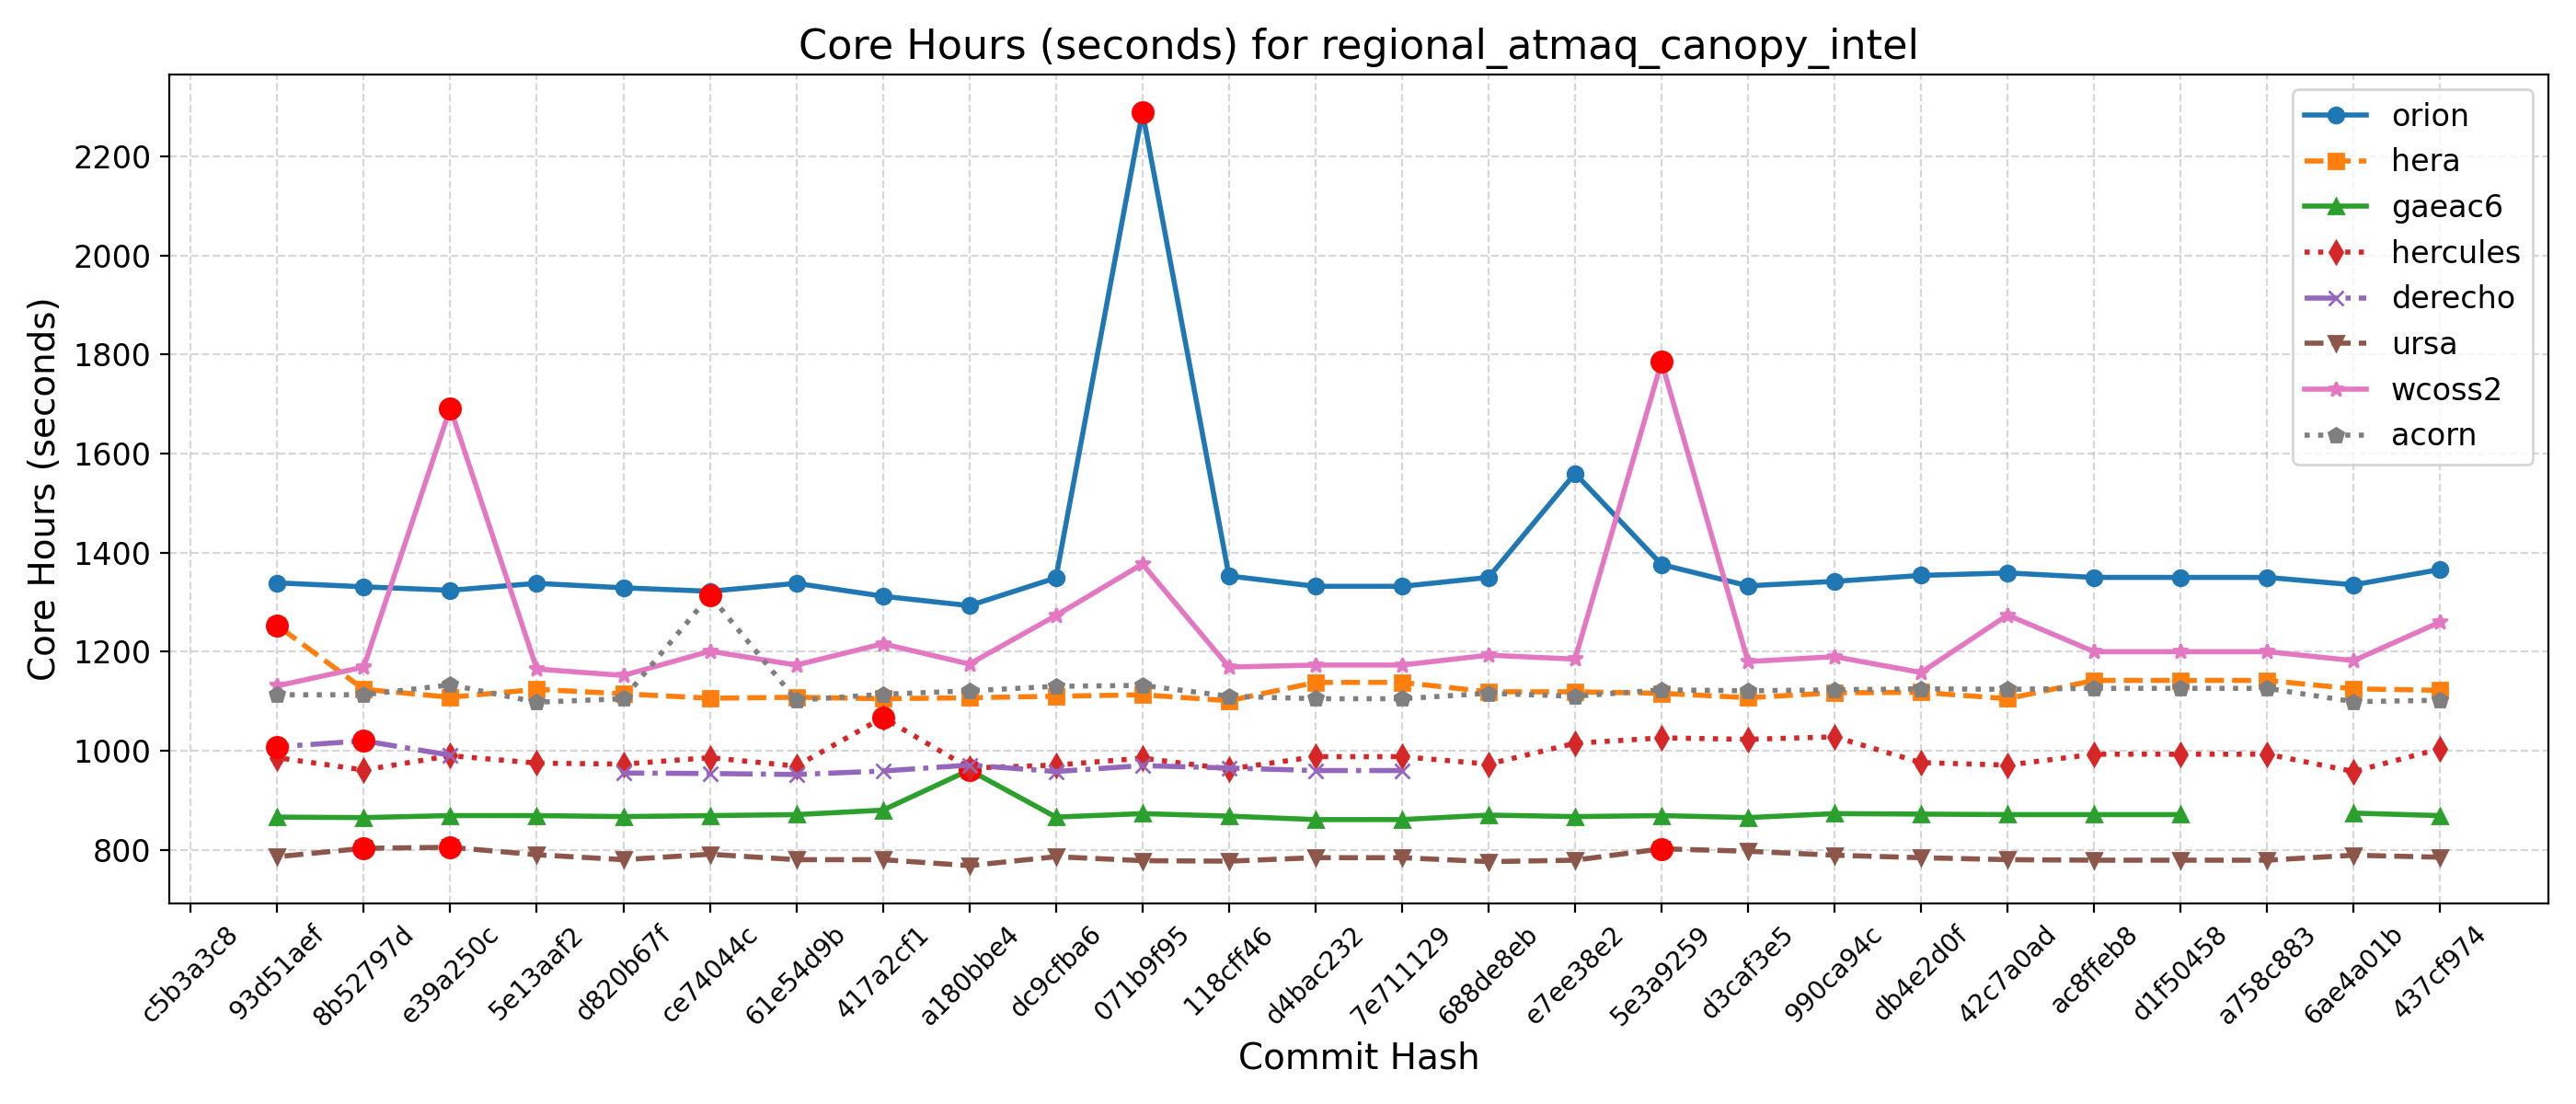 Core Hours (seconds) for regional_atmaq_canopy_intel
Core Hours (seconds)
2200
2000
1800
1600
1400
1200
1000
800
orion
hera
gaeac6
hercules
derecho
ursa
wcoss2
acorn
c5b3a3c8
93d51aef
8b52797d
e39a250c
5e13aaf2
d820b67f
ce74044c
61e54d9b
417a2cf1
a180bbe4
dc9cfba6
071b9f95
118cff46
d4bac232
7e711129
688de8eb
e7ee38e2
5e3a9259
d3caf3e5
990ca94c
db4e2d0f
42c7a0ad
ac8ffeb8
d1f50458
a758c883
6ae4a01b
437cf974
Commit Hash